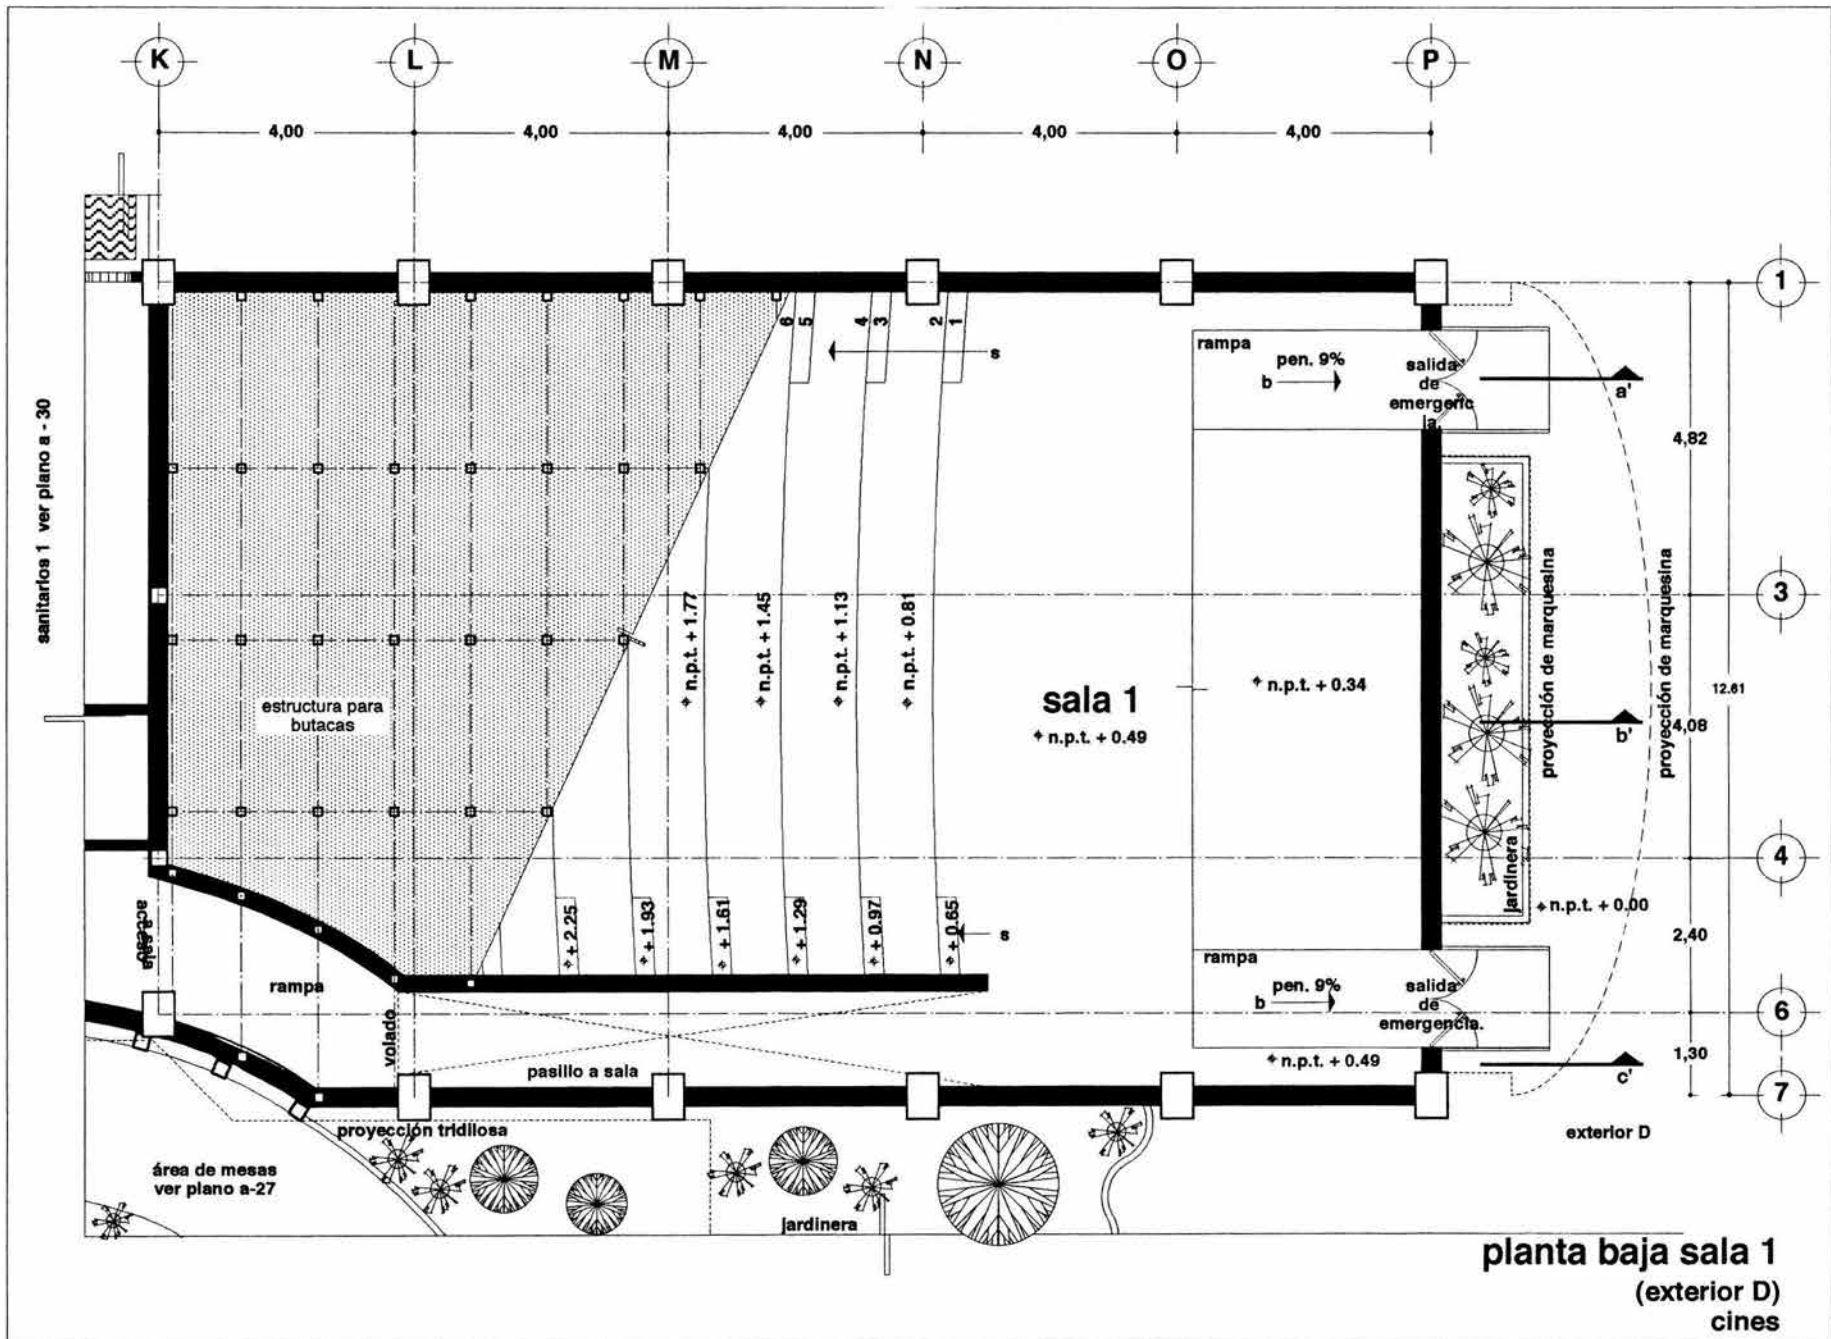 K L M N O P
4,00 4,00 4,00 4,00 4,00
1
3
4
6
7
4,82
4,08
2,40
1,30
12.61
sanitarios 1 ver plano a - 30
6 5 4 3 2 1
s
rampa
pen. 9%
b
salida
de
emergenc
ia.
a'
estructura para
butacas
n.p.t. + 1.77
n.p.t. + 1.45
n.p.t. + 1.13
n.p.t. + 0.81
sala 1
n.p.t. + 0.49
n.p.t. + 0.34
proyección de marquesina
proyección de marquesina
b'
jardinera
n.p.t. + 0.00
+ 2.25
+ 1.93
+ 1.61
+ 1.29
+ 0.97
+ 0.65
s
acceso
a sala
rampa
volado
pasillo a sala
rampa
pen. 9%
b
salida
de
emergencia.
n.p.t. + 0.49
c'
exterior D
proyección tridilosa
área de mesas
ver plano a-27
jardinera
planta baja sala 1
(exterior D)
cines